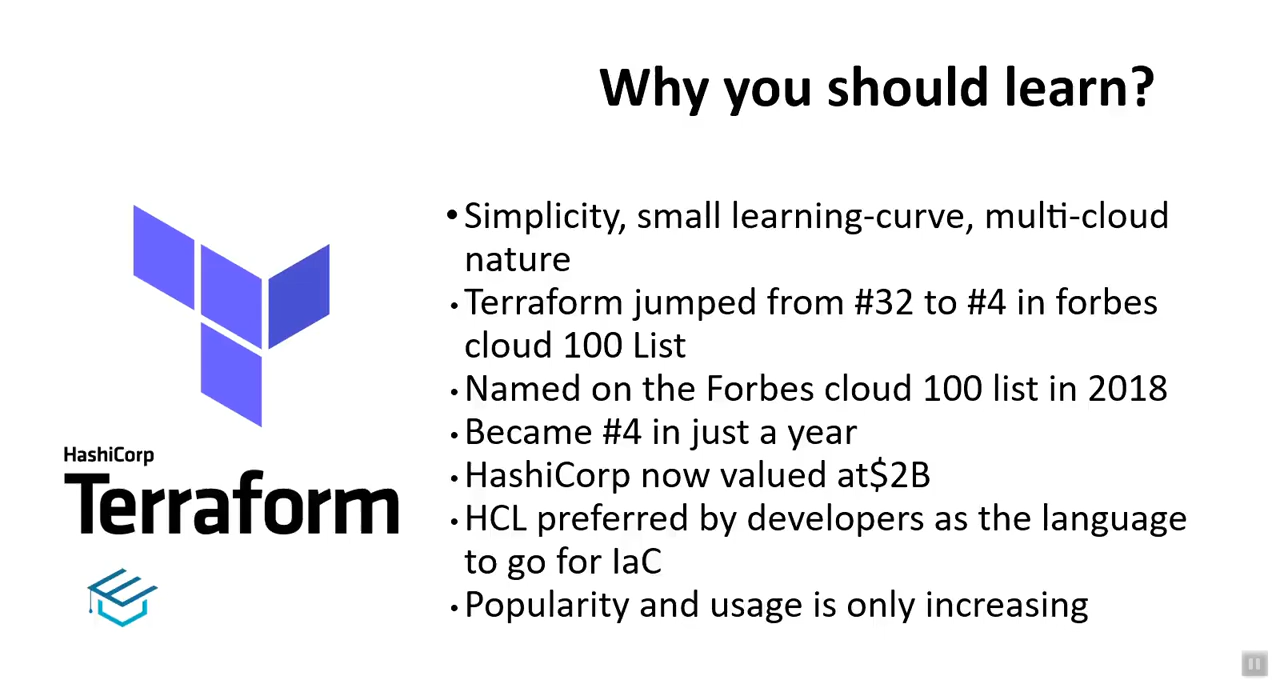 Why you should learn?
•Simplicity, small learning-curve, multi-cloud
nature
•Terraform jumped from #32 to #4 in forbes
cloud 100 List
•Named on the Forbes cloud 100 list in 2018
•Became #4 in just a year
•HashiCorp now valued at$2B
•HCL preferred by developers as the language
to go for IaC
•Popularity and usage is only increasing
HashiCorp
Terraform